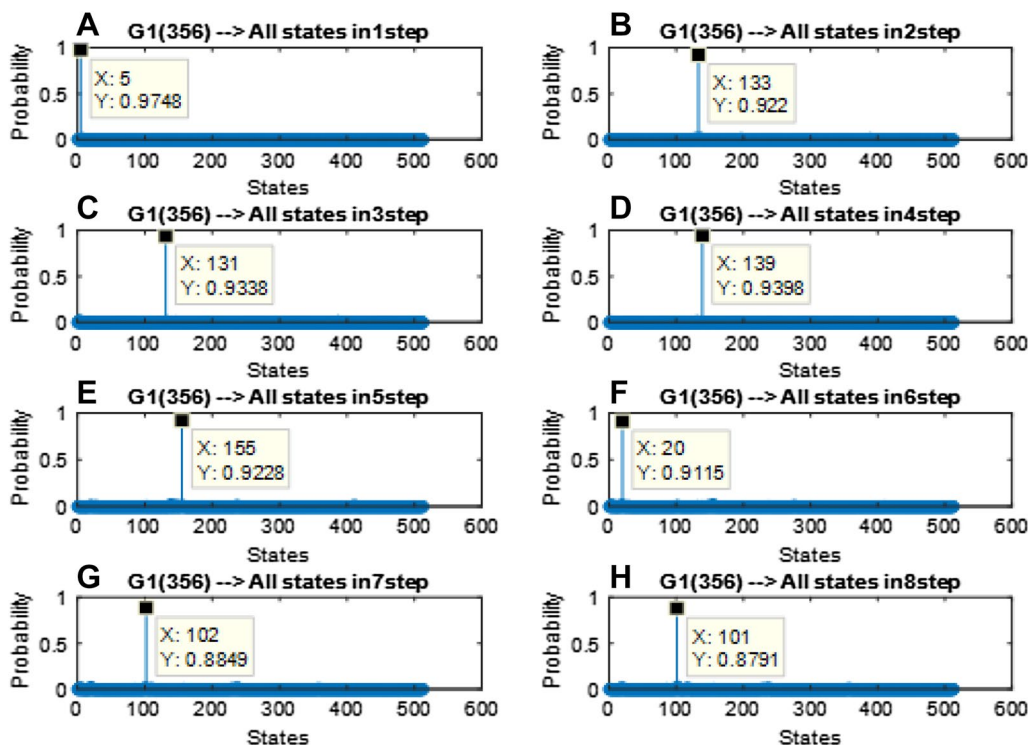 A
G1(356) --> All states in1step
Probability
1
0.5
0
X: 5
Y: 0.9748
0 100 200 300 400 500 600
States
B
G1(356) --> All states in2step
Probability
1
0.5
0
X: 133
Y: 0.922
0 100 200 300 400 500 600
States
C
G1(356) --> All states in3step
Probability
1
0.5
0
X: 131
Y: 0.9338
0 100 200 300 400 500 600
States
D
G1(356) --> All states in4step
Probability
1
0.5
0
X: 139
Y: 0.9398
0 100 200 300 400 500 600
States
E
G1(356) --> All states in5step
Probability
1
0.5
0
X: 155
Y: 0.9228
0 100 200 300 400 500 600
States
F
G1(356) --> All states in6step
Probability
1
0.5
0
X: 20
Y: 0.9115
0 100 200 300 400 500 600
States
G
G1(356) --> All states in7step
Probability
1
0.5
0
X: 102
Y: 0.8849
0 100 200 300 400 500 600
States
H
G1(356) --> All states in8step
Probability
1
0.5
0
X: 101
Y: 0.8791
0 100 200 300 400 500 600
States